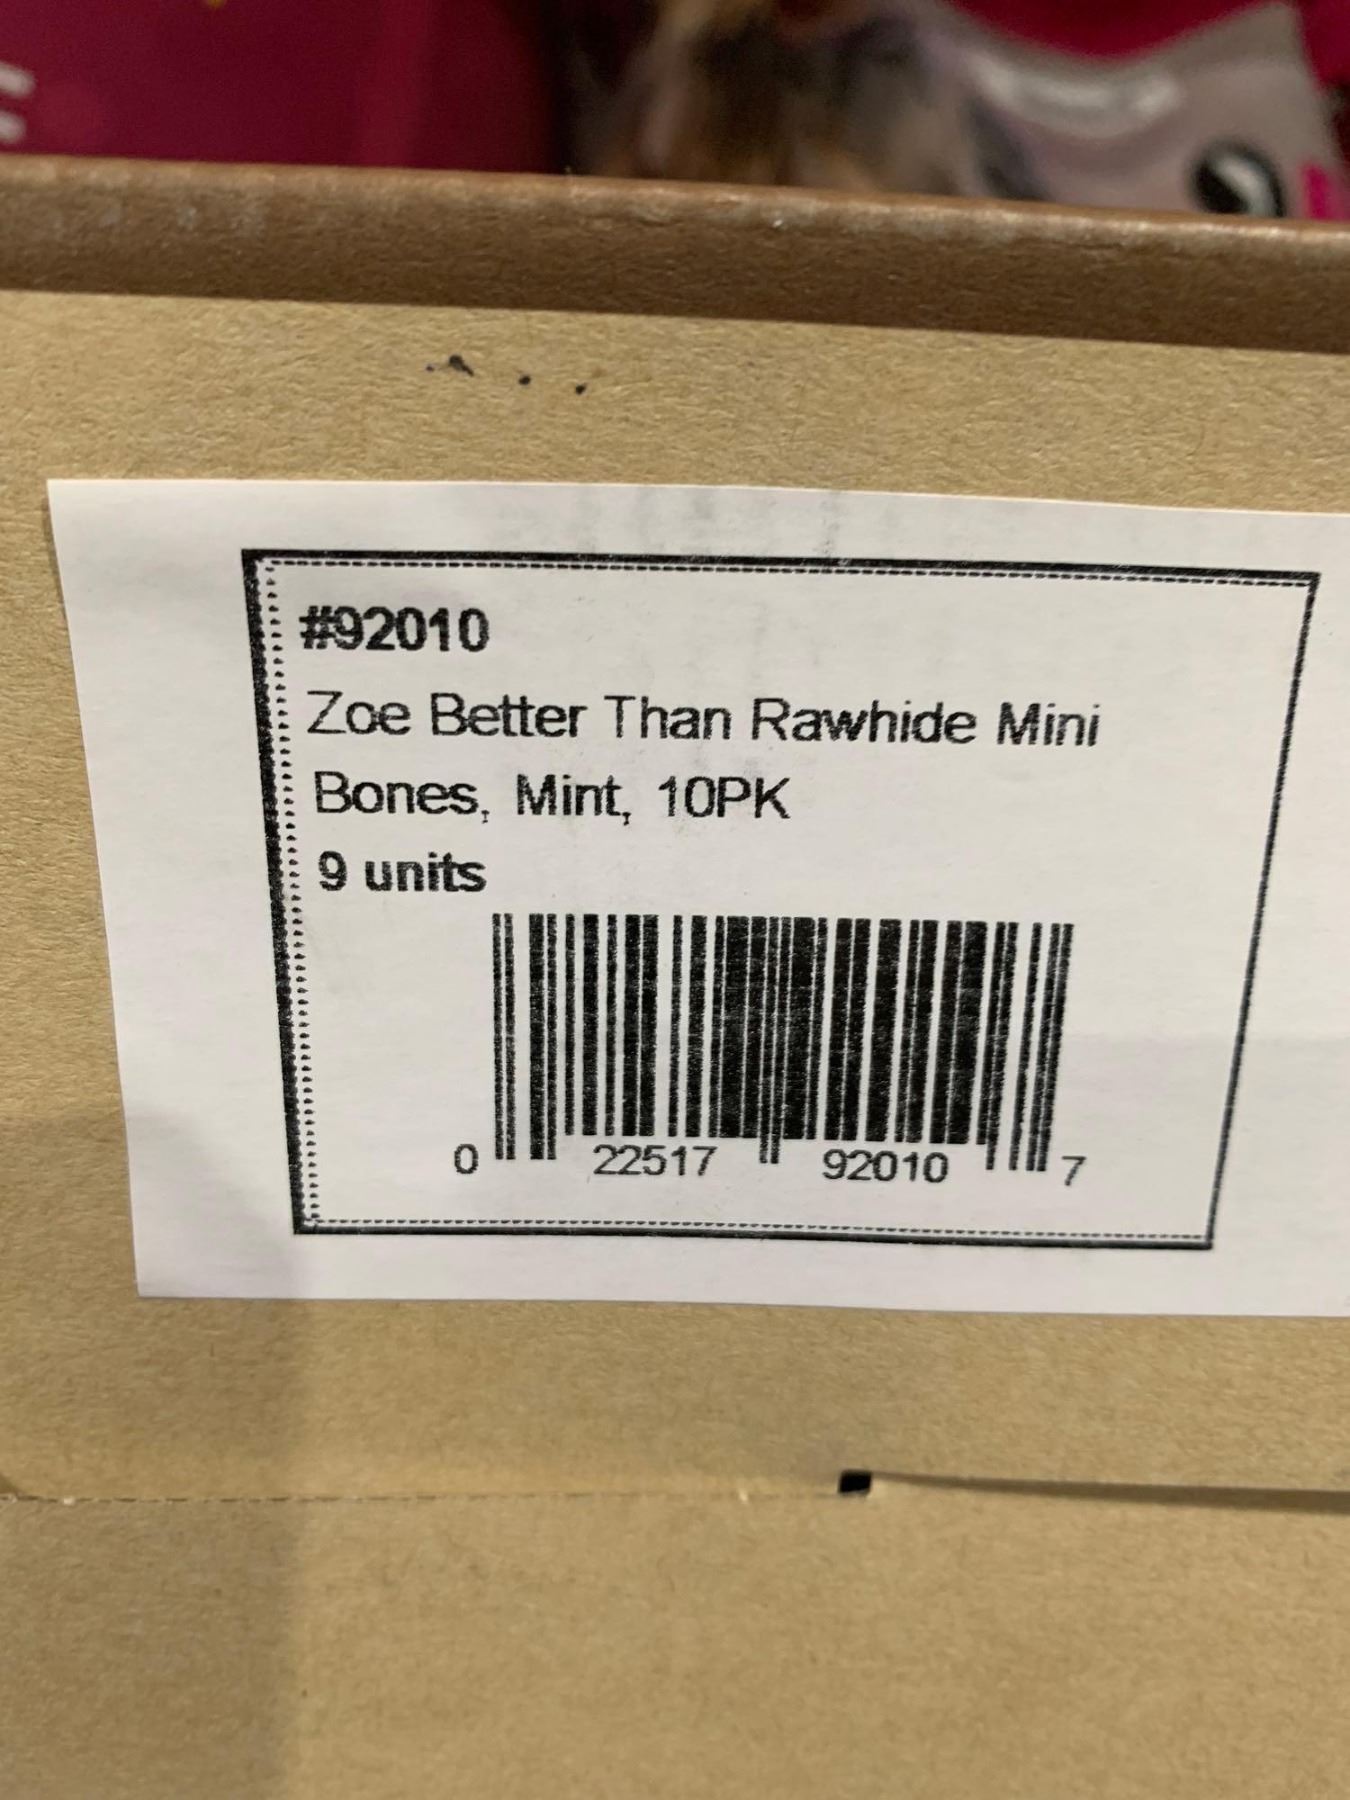 #92010
Zoe Better Than Rawhide Mini
Bones, Mint, 10PK
9 units
0 22517 92010 7